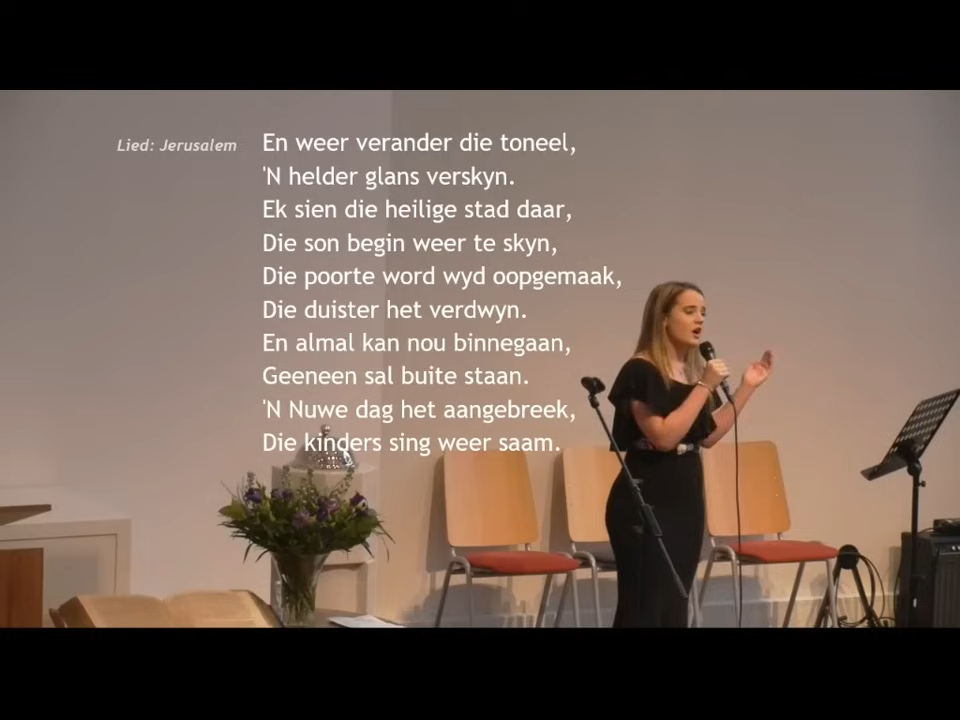 Lied: Jerusalem
En weer verander die toneel,
'N helder glans verskyn.
Ek sien die heilige stad daar,
Die son begin weer te skyn,
Die poorte word wyd oopgemaak,
Die duister het verdwyn.
En almal kan nou binnegaan,
Geeneen sal buite staan.
'N Nuwe dag het aangebreek,
Die kinders sing weer saam.